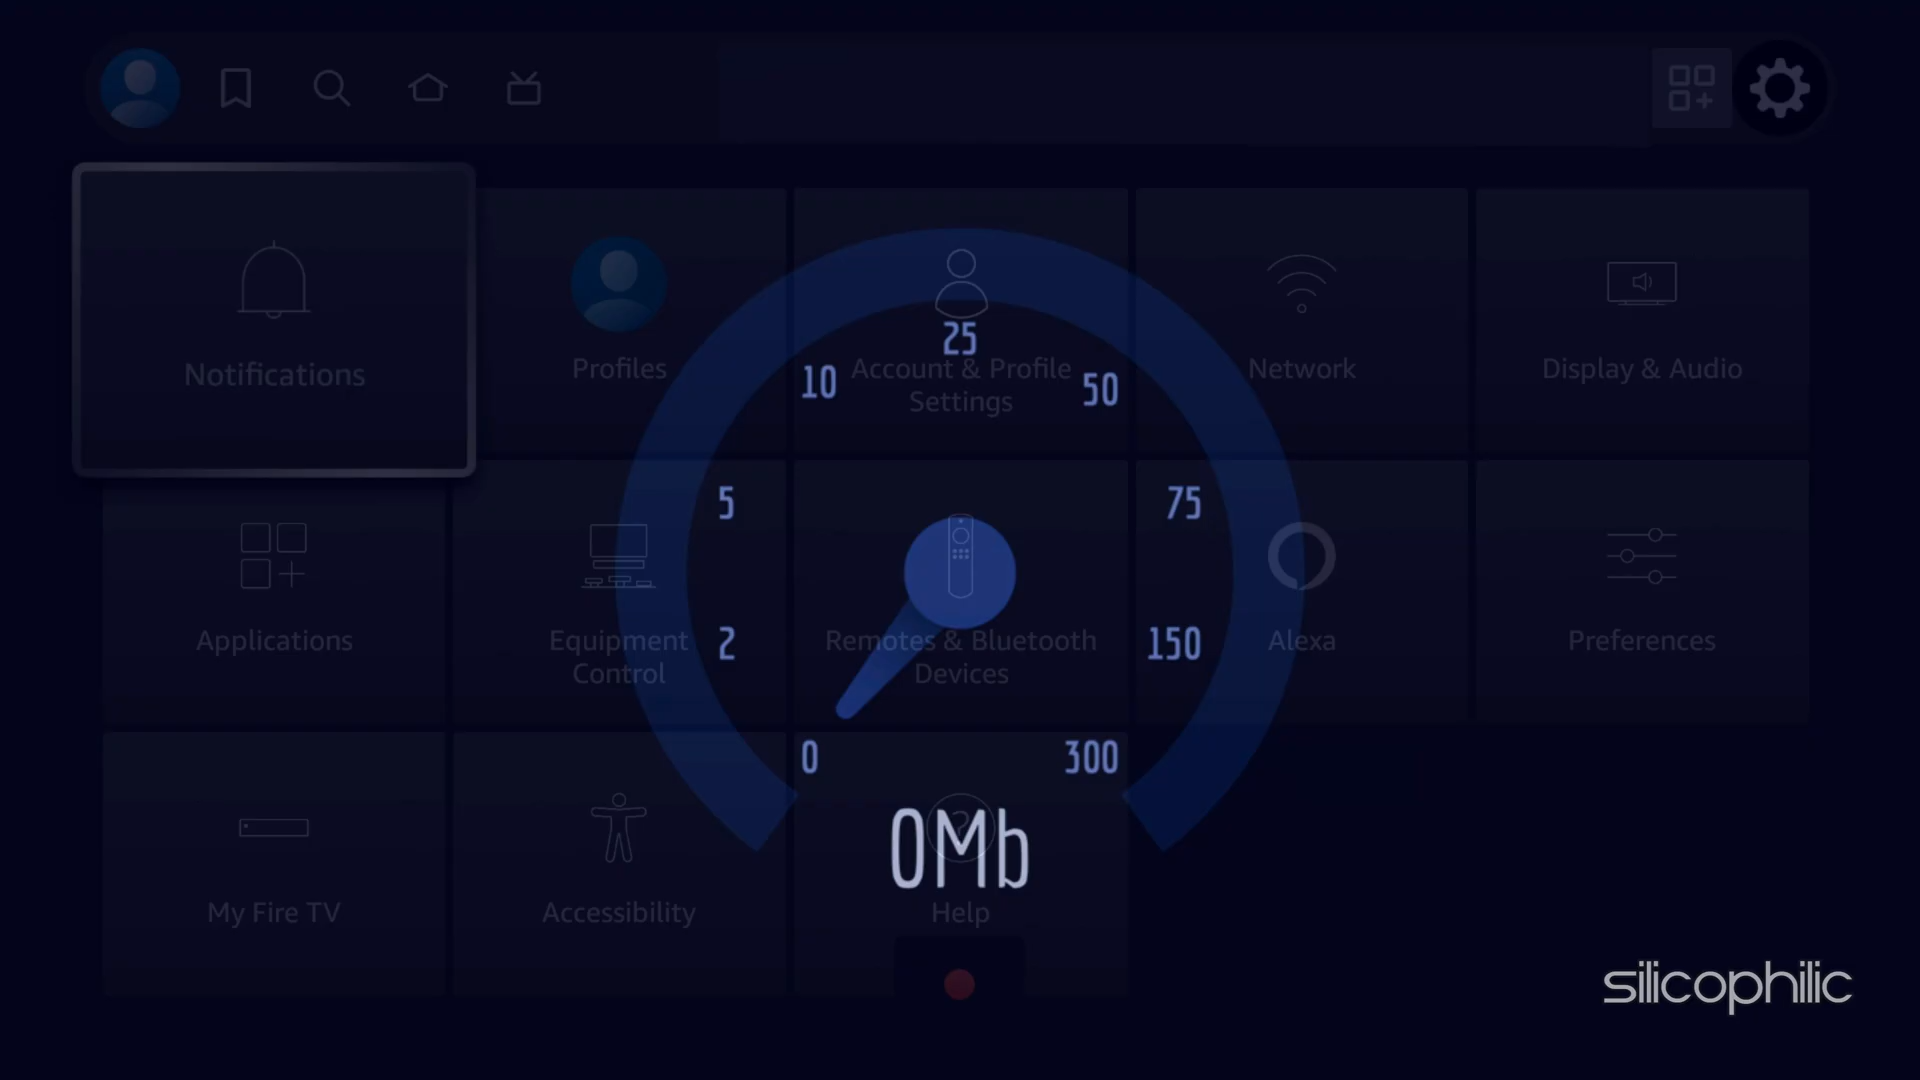 Notifications
Profiles
Account & Profile
Settings
Network
Display & Audio
25
10
50
5
75
2
150
0
300
0Mb
Applications
Equipment
Control
Remotes & Bluetooth
Devices
Alexa
Preferences
My Fire TV
Accessibility
Help
silicophilic